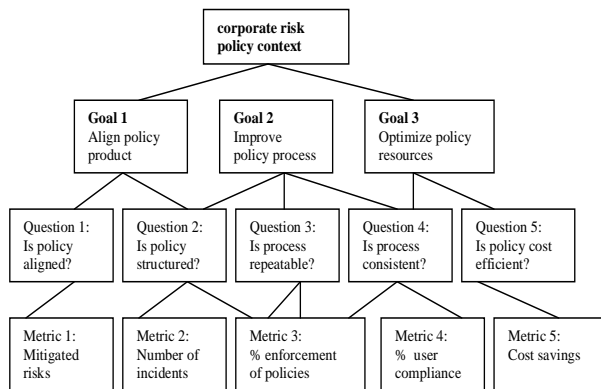 corporate risk
policy context
Goal 1
Align policy
product
Goal 2
Improve
policy process
Goal 3
Optimize policy
resources
Question 1:
Is policy
aligned?
Question 2:
Is policy
structured?
Question 3:
Is process
repeatable?
Question 4:
Is process
consistent?
Question 5:
Is policy cost
efficient?
Metric 1:
Mitigated
risks
Metric 2:
Number of
incidents
Metric 3:
% enforcement
of policies
Metric 4:
% user
compliance
Metric 5:
Cost savings